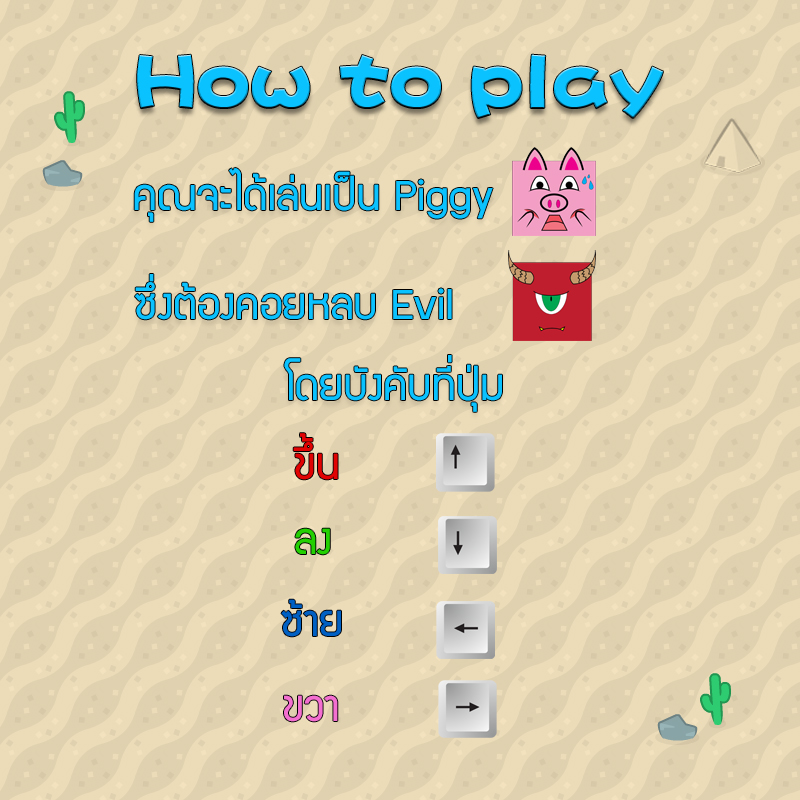 How to play
คุณจะได้เล่นเป็น Piggy
ซึ่งต้องคอยหลบ Evil
โดยบังคับที่ปุ่ม
ขึ้น ↑
ลง ↓
ซ้าย ←
ขวา →